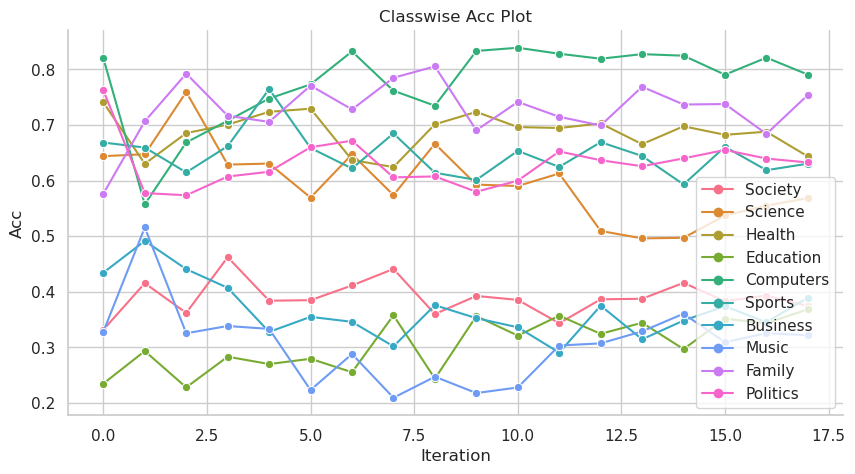 Classwise Acc Plot
Acc
0.8
0.7
0.6
0.5
0.4
0.3
0.2
Society
Science
Health
Education
Computers
Sports
Business
Music
Family
Politics
0.0 2.5 5.0 7.5 10.0 12.5 15.0 17.5
Iteration